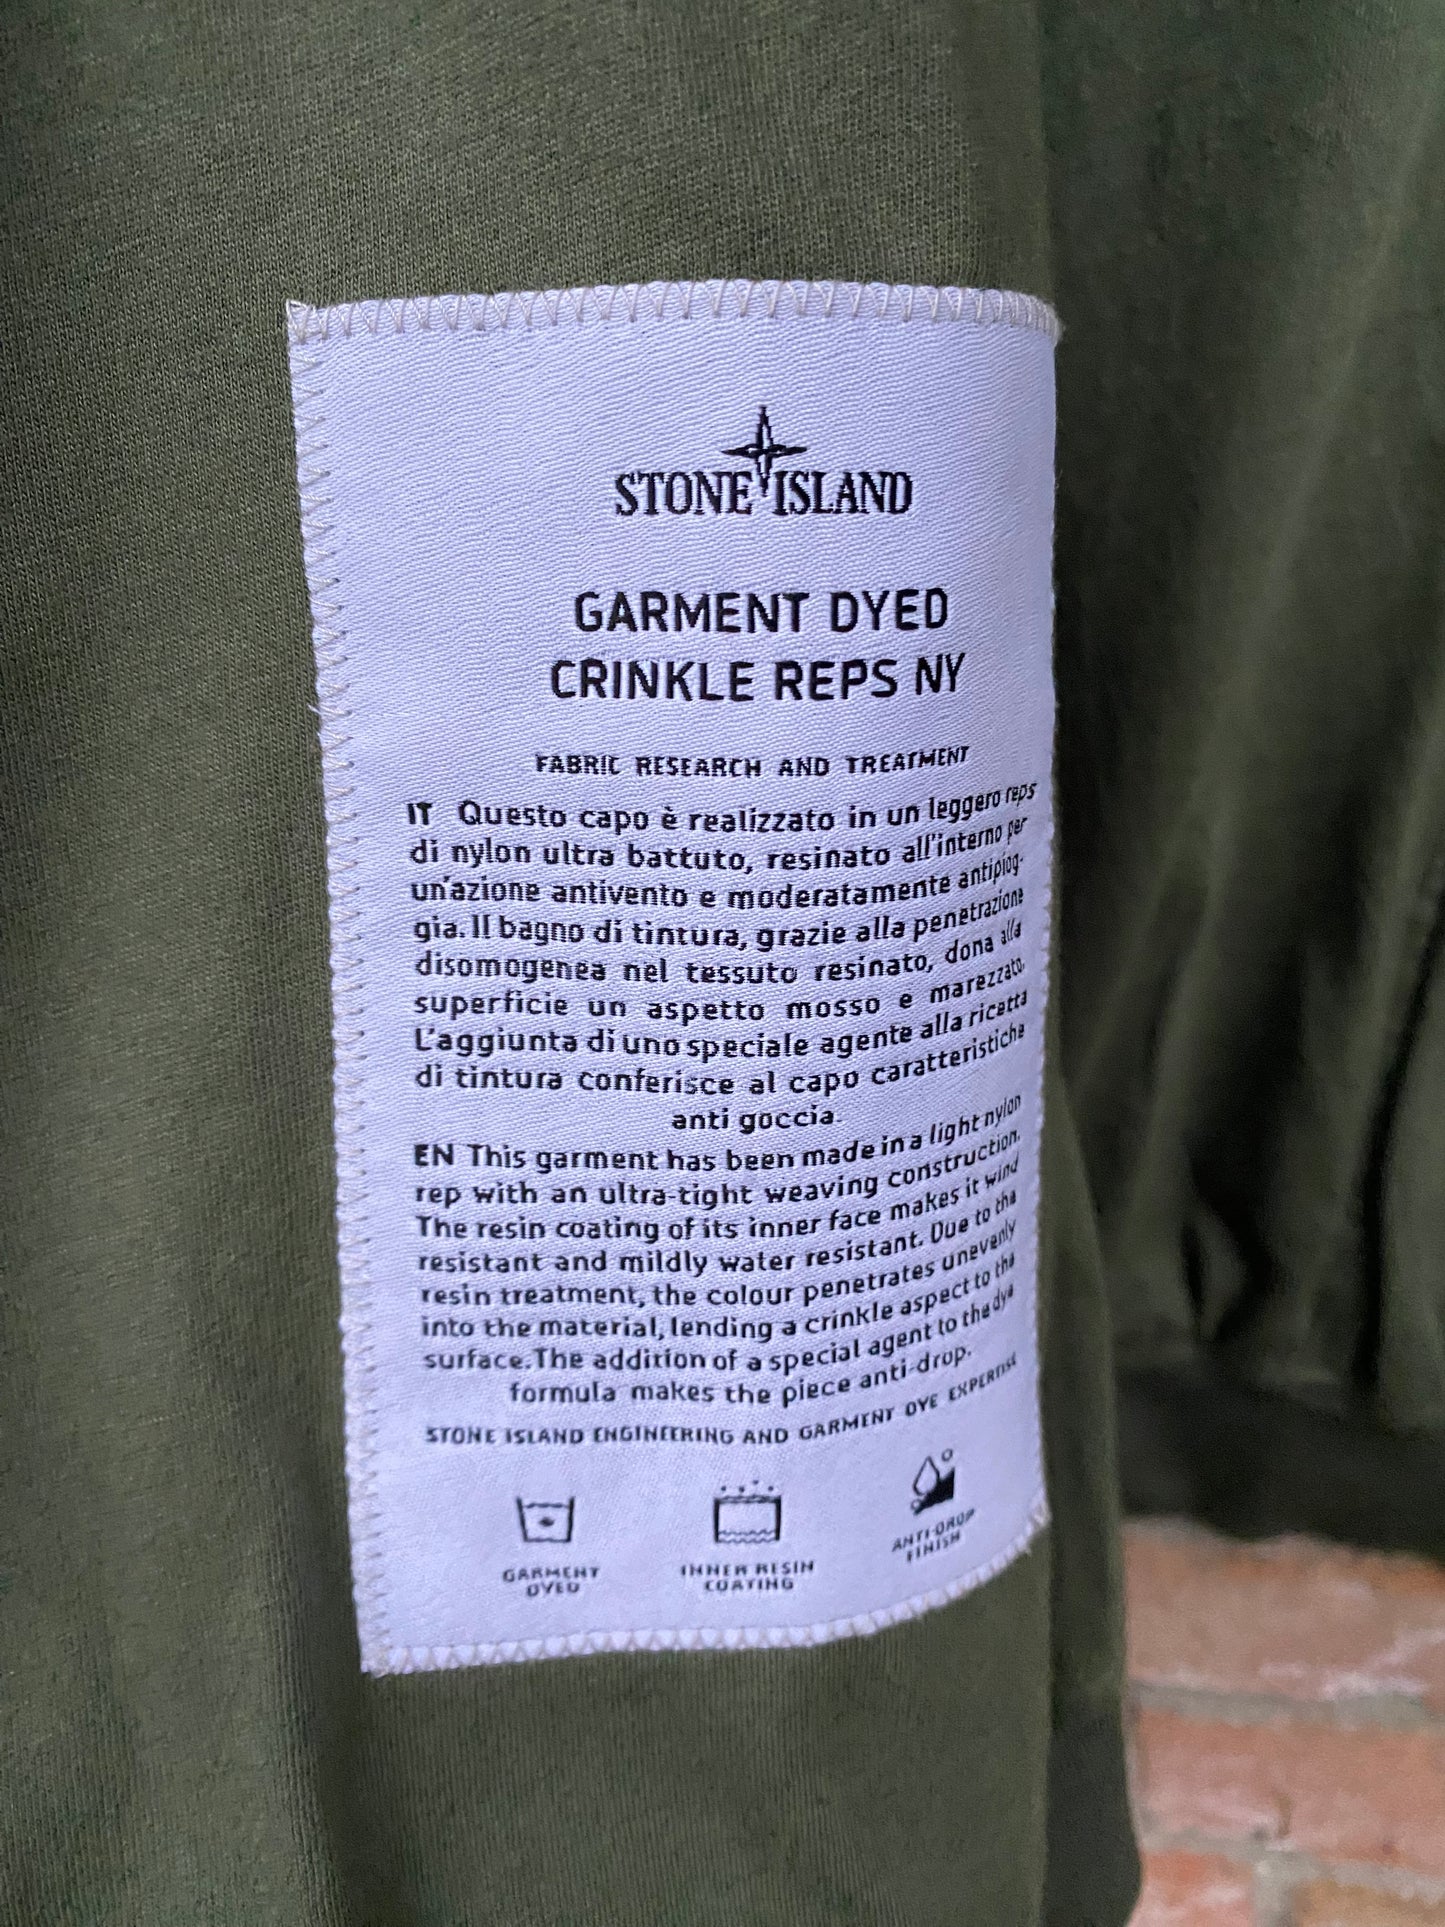 STONE ISLAND
GARMENT DYED
CRINKLE REPS NY
FABRIC RESEARCH AND TREATMENT
IT Questo capo è realizzato in un leggero reps
di nylon ultra battuto, resinato all'interno per
un'azione antivento e moderatamente antipiog-
gia. Il bagno di tintura, grazie alla penetrazione
disomogenea nel tessuto resinato, dona alla
superficie un aspetto mosso e marezzato.
L'aggiunta di uno speciale agente alla ricetta
di tintura conferisce al capo caratteristiche
anti goccia.
EN This garment has been made in a light nylon
rep with an ultra-tight weaving construction.
The resin coating of its inner face makes it wind
resistant and mildly water resistant. Due to the
resin treatment, the colour penetrates unevenly
into the material, lending a crinkle aspect to the
surface. The addition of a special agent to the dye
formula makes the piece anti-drop.
STONE ISLAND ENGINEERING AND GARMENT DYE EXPERTISE
GARMENT
DYED
INNER RESIN
COATING
ANTI-DROP
FINISH